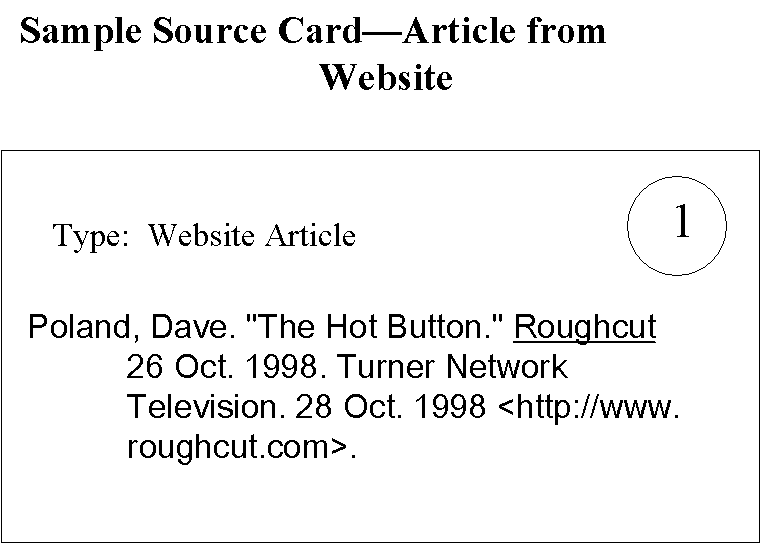 Sample Source Card—Article from
Website
1
Type: Website Article
Poland, Dave. "The Hot Button." Roughcut
26 Oct. 1998. Turner Network
Television. 28 Oct. 1998 <http://www.
roughcut.com>.